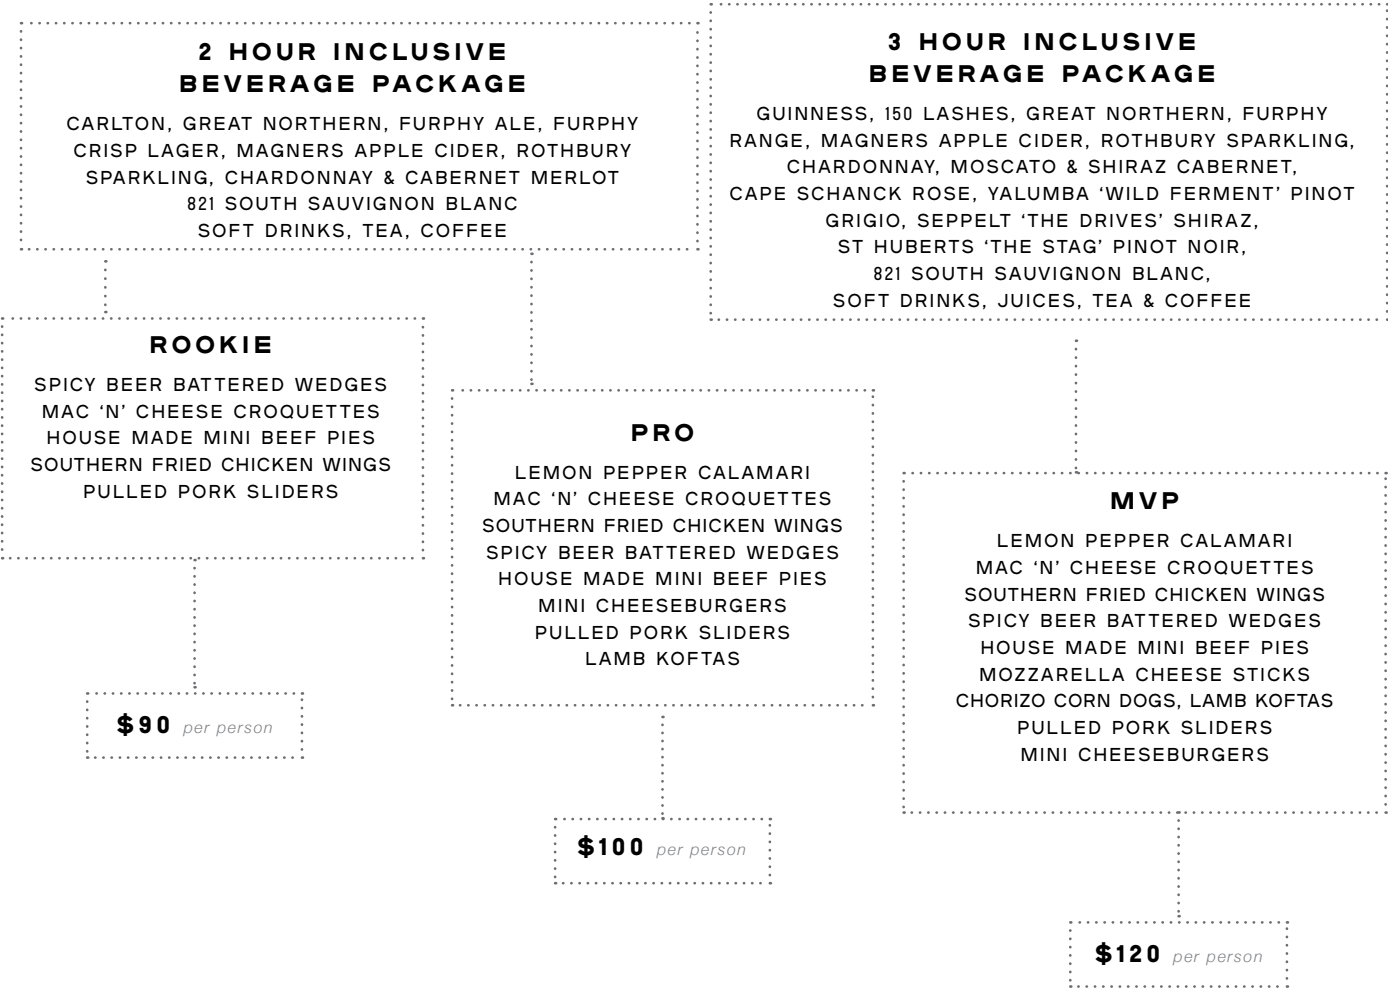 2 HOUR INCLUSIVE
BEVERAGE PACKAGE
CARLTON, GREAT NORTHERN, FURPHY ALE, FURPHY
CRISP LAGER, MAGNERS APPLE CIDER, ROTHBURY
SPARKLING, CHARDONNAY & CABERNET MERLOT
821 SOUTH SAUVIGNON BLANC
SOFT DRINKS, TEA, COFFEE
3 HOUR INCLUSIVE
BEVERAGE PACKAGE
GUINNESS, 150 LASHES, GREAT NORTHERN, FURPHY
RANGE, MAGNERS APPLE CIDER, ROTHBURY SPARKLING,
CHARDONNAY, MOSCATO & SHIRAZ CABERNET,
CAPE SCHANCK ROSE, YALUMBA ‘WILD FERMENT’ PINOT
GRIGIO, SEPPELT ‘THE DRIVES’ SHIRAZ,
ST HUBERTS ‘THE STAG’ PINOT NOIR,
821 SOUTH SAUVIGNON BLANC,
SOFT DRINKS, JUICES, TEA & COFFEE
ROOKIE
SPICY BEER BATTERED WEDGES
MAC ‘N’ CHEESE CROQUETTES
HOUSE MADE MINI BEEF PIES
SOUTHERN FRIED CHICKEN WINGS
PULLED PORK SLIDERS
$90 per person
PRO
LEMON PEPPER CALAMARI
MAC ‘N’ CHEESE CROQUETTES
SOUTHERN FRIED CHICKEN WINGS
SPICY BEER BATTERED WEDGES
HOUSE MADE MINI BEEF PIES
MINI CHEESEBURGERS
PULLED PORK SLIDERS
LAMB KOFTAS
$100 per person
MVP
LEMON PEPPER CALAMARI
MAC ‘N’ CHEESE CROQUETTES
SOUTHERN FRIED CHICKEN WINGS
SPICY BEER BATTERED WEDGES
HOUSE MADE MINI BEEF PIES
MOZZARELLA CHEESE STICKS
CHORIZO CORN DOGS, LAMB KOFTAS
PULLED PORK SLIDERS
MINI CHEESEBURGERS
$120 per person